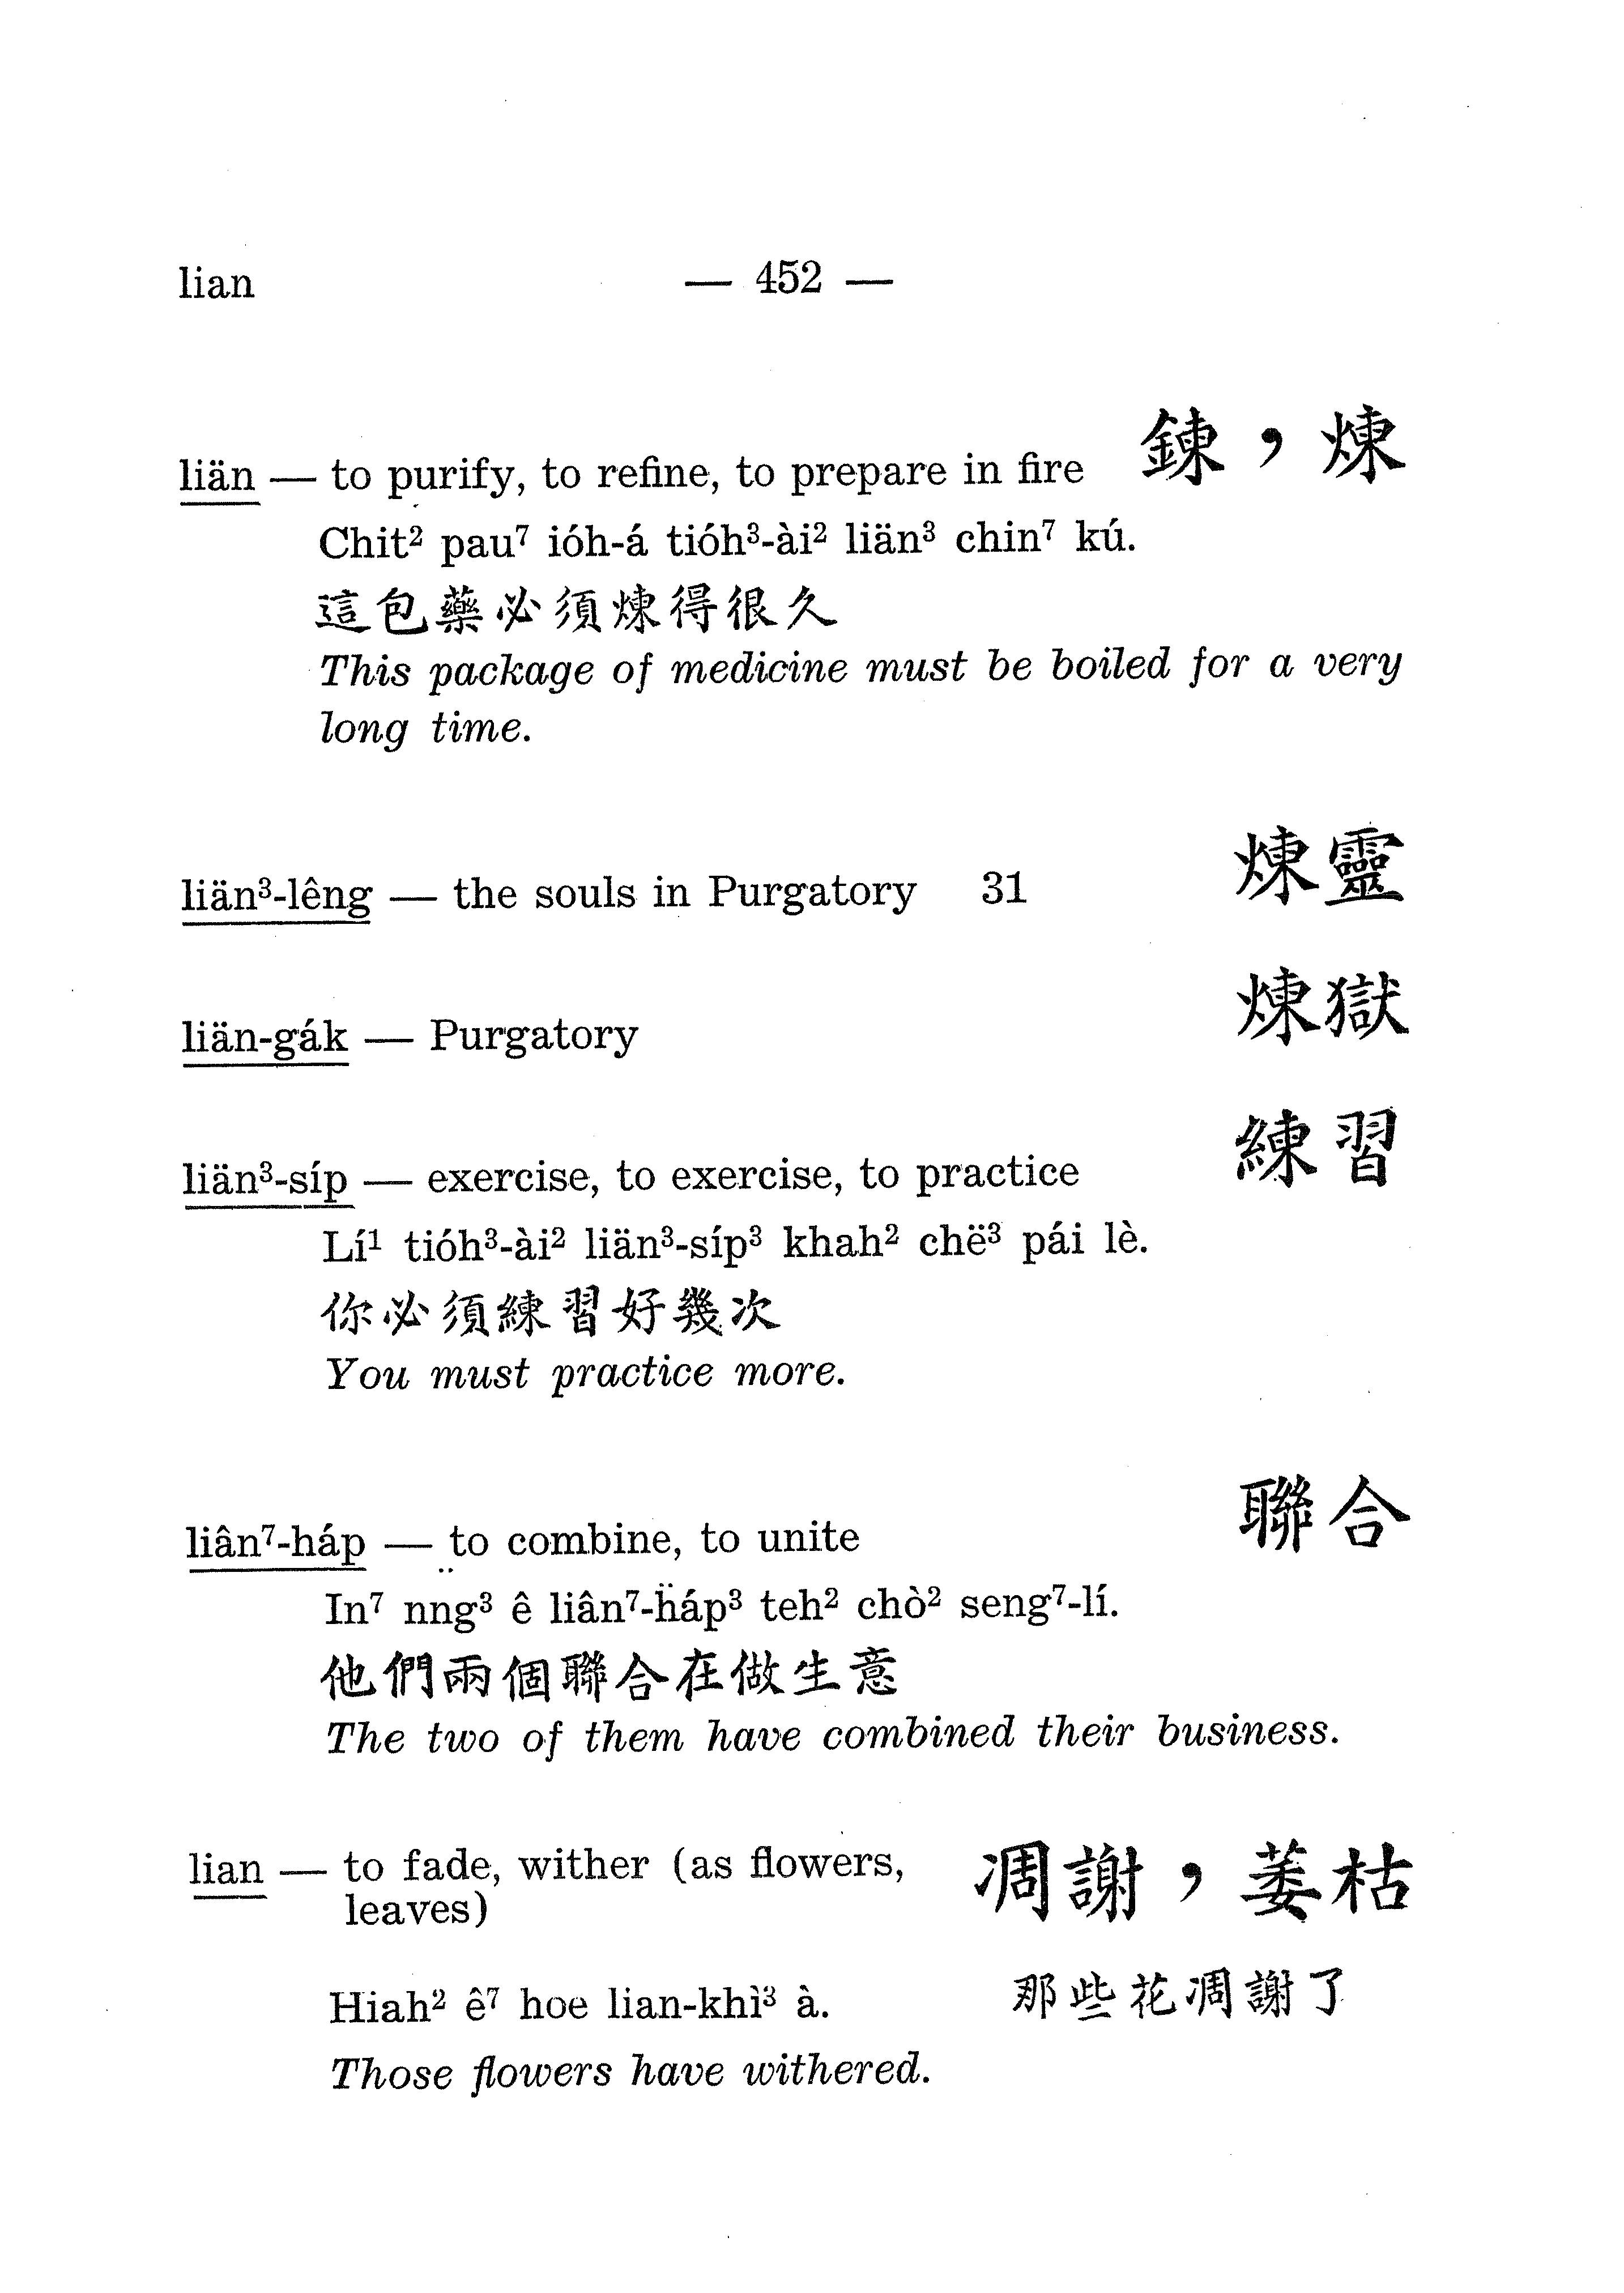 lian — 452 —
liän — to purify, to refine, to prepare in fire 鍊，煉
Chit² pau⁷ ióh-á tióh³-ài² liän³ chin⁷ kú.
這包藥必須煉得很久
This package of medicine must be boiled for a very
long time.
liän³-lêng — the souls in Purgatory 31 煉靈
liän-gák — Purgatory 煉獄
liän³-síp — exercise, to exercise, to practice 練習
Lí¹ tióh³-ài² liän³-síp³ khah² chë³ pái lè.
你必須練習好幾次
You must practice more.
liân⁷-háp — to combine, to unite 聯合
In⁷ nng³ ê liân⁷-háp³ teh² chò² seng⁷-lí.
他們兩個聯合在做生意
The two of them have combined their business.
lian — to fade, wither (as flowers, 凋謝，萎枯
leaves)
Hiah² ê⁷ hoe lian-khì³ à. 那些花凋謝了
Those flowers have withered.